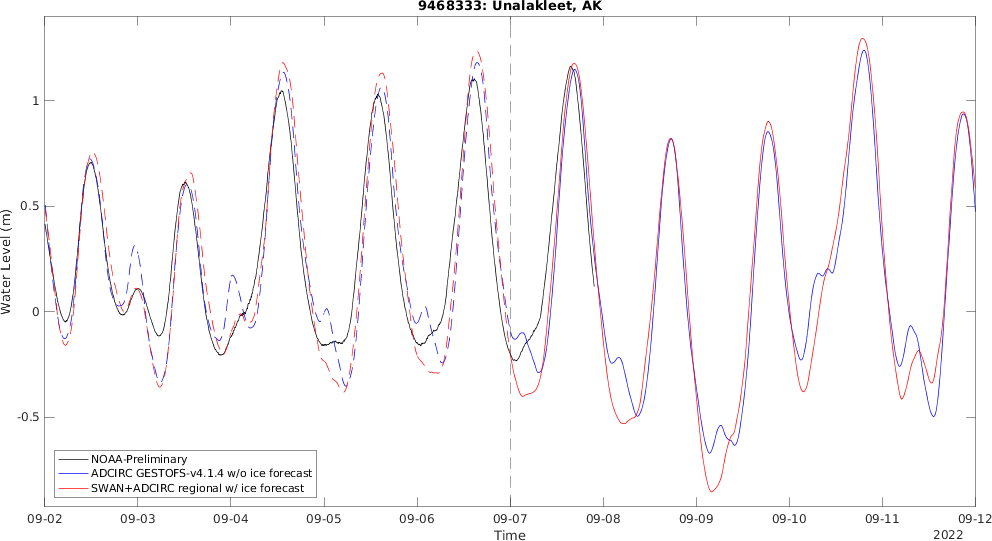 9468333: Unalakleet, AK
Water Level (m)
1
0.5
0
-0.5
NOAA-Preliminary
ADCIRC GESTOFS-v4.1.4 w/o ice forecast
SWAN+ADCIRC regional w/ ice forecast
09-02 09-03 09-04 09-05 09-06 09-07 09-08 09-09 09-10 09-11 09-12
Time
2022